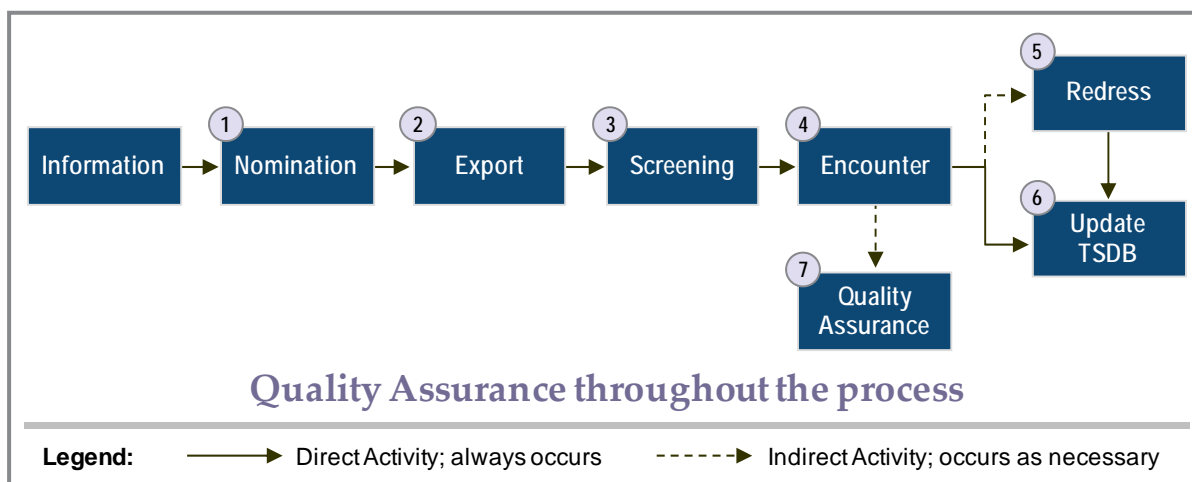 5
Redress
1
2
3
4
Information
Nomination
Export
Screening
Encounter
6
Update
TSDB
7
Quality
Assurance
Quality Assurance throughout the process
Legend:
Direct Activity; always occurs
Indirect Activity; occurs as necessary